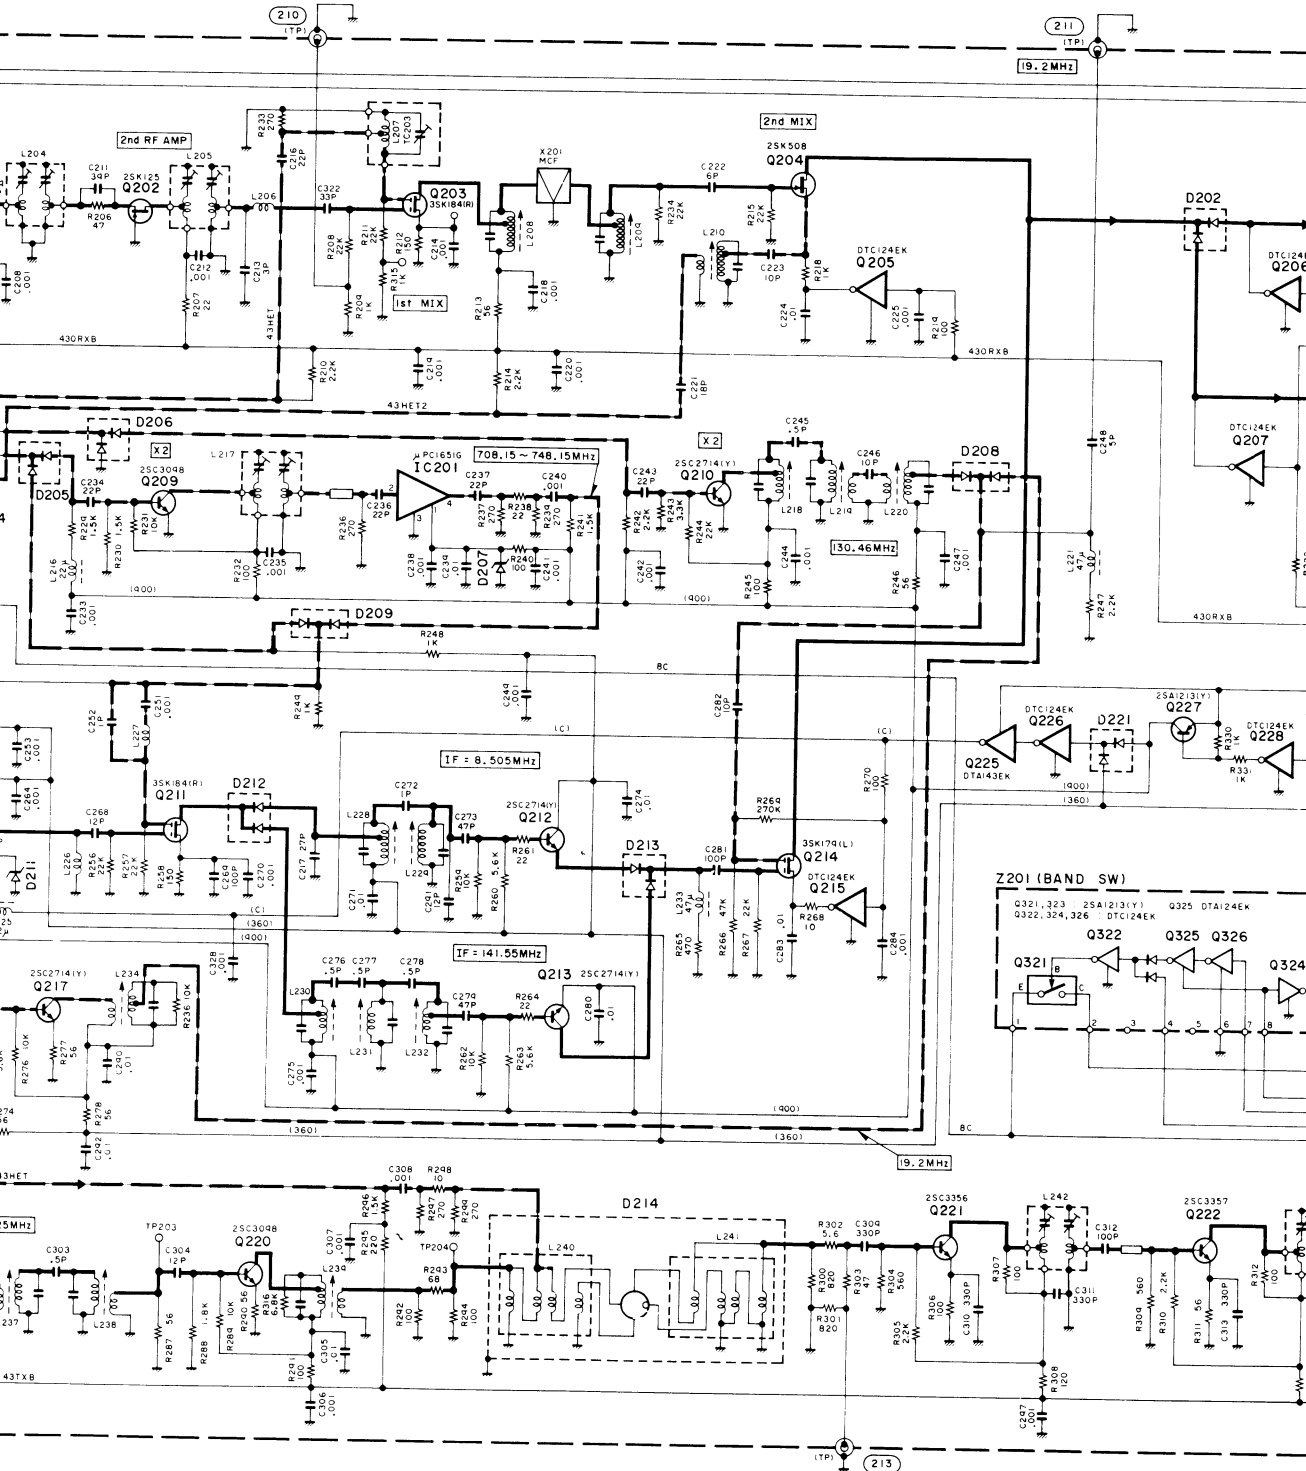 210
(TP)
211
(TP)
19.2MHz
R233
270
L207
TC203
2nd RF AMP
2nd MIX
L204
C211
39P
2SK125
Q202
L205
C216
22P
X201
MCF
2SK508
Q204
R206
47
L206
C322
33P
Q203
3SK184(R)
C222
6P
R234
22K
R215
22K
D202
R208
22K
R211
22K
R212
150
C214
.001
L208
L209
L210
C223
10P
R218
1K
DTC124EK
Q205
Q206
C208
.001
C212
.001
R207
22
C213
3P
R315
1K
R209
1K
1st MIX
R213
56
C218
.001
C224
.01
C225
.001
R219
100
43HET
430RXB
430RXB
R210
2.2K
C219
.001
R214
2.2K
C220
.001
C221
18P
43HET2
D206
X2
L217
μPC1651G
IC201
708.15~748.15MHz
X2
C245
.5P
C248
5P
DTC124EK
Q207
D205
C234
22P
2SC3098
Q209
C236
22P
C237
22P
C240
.001
C243
22P
2SC2714(Y)
Q210
C246
10P
D208
R229
1.5K
R230
1.5K
R231
10K
R236
270
R237
270
R238
22
R239
270
R241
1.5K
R242
2.2K
R243
3.3K
R244
22K
L218
L219
L220
130.46MHz
L216
22μ
R232
100
C235
.001
C238
.001
C239
.01
D207
R240
100
C241
.001
C242
.001
C244
.01
R245
100
R246
56
C247
.001
L221
47μ
R247
2.2K
C233
.001
(900)
(900)
430RXB
D209
R248
1K
8C
C252
1P
C251
.001
L227
R249
1K
C249
.001
C282
10P
(C)
(C)
C253
.001
C264
.001
IF = 8.505MHz
DTC124EK
Q226
Q225
DTA143EK
D221
2SA1213(Y)
Q227
DTC124EK
Q228
R330
1K
R331
1K
(900)
(360)
3SK184(R)
Q211
D212
C272
1P
2SC2714(Y)
Q212
C274
.01
R270
100
C268
12P
L228
C273
47P
R269
270K
D211
L226
R256
22K
R257
22K
R258
150
C269
100P
C270
.001
C217
27P
C271
.01
L229
C291
12P
R259
10K
R260
5.6K
R261
22
D213
C281
100P
3SK179(L)
Q214
DTC124EK
Q215
R268
10
L233
47μ
R265
470
R266
47K
R267
22K
C283
.01
C284
.001
(C)
(360)
(900)
Z201 (BAND SW)
Q321,323 : 2SA1213(Y)
Q325 DTA124EK
Q322,324,326 : DTC124EK
Q322
Q325
Q326
Q321
Q324
E
B
C
1
2
3
4
5
6
7
8
C328
.001
IF = 141.55MHz
2SC2714(Y)
Q217
L234
R236 10K
C276
.5P
C277
.5P
C278
.5P
C279
47P
R264
22
Q213
2SC2714(Y)
C280
.01
L230
L231
L232
R276 10K
R277
56
C290
.01
C275
.001
R262
10K
R263
5.6K
R278
56
C292
.01
(900)
(360)
(360)
8C
19.2MHz
C308
.001
R298
10
R296
1.5K
R297
270
R299
270
D214
TP203
2SC3098
Q220
C307
.001
R295
220
TP204
C303
.5P
C304
12P
L239
R293
68
L240
L241
R302
5.6
C309
330P
2SC3356
Q221
L242
C312
100P
2SC3357
Q222
237
L238
R287
56
R288
1.8K
R289
10K
R290 56
R316
6.8K
C305
.01
R292
200
R294
100
R300
820
R303
47
R304
560
R301
820
R305
2.2K
R306
100
C310 330P
R307
100
C311
330P
R309
560
R310
2.2K
R311
56
C313
330P
R312
100
R291
100
C306
.001
43TXB
R308
120
C297
.001
(TP)
213